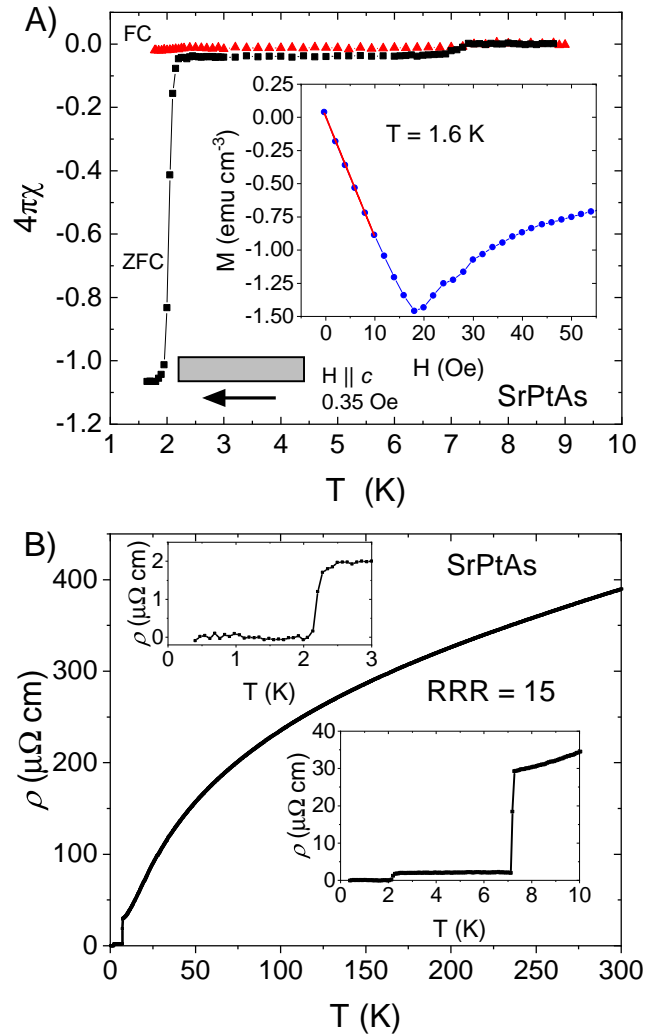 A)
FC
0.0
-0.2
-0.4
-0.6
-0.8
-1.0
-1.2
4πχ
ZFC
0.00
-0.25
-0.50
-0.75
-1.00
-1.25
-1.50
M (emu cm⁻³)
T = 1.6 K
0 10 20 30 40 50
H (Oe)
H || c
0.35 Oe
SrPtAs
1 2 3 4 5 6 7 8 9 10
T (K)
B)
400
300
200
100
0
ρ (μΩ cm)
2
1
0
ρ (μΩ cm)
0 1 2 3
T (K)
SrPtAs
RRR = 15
40
30
20
10
0
ρ (μΩ cm)
0 2 4 6 8 10
T (K)
0 25 50 75 100 125 150 175 200 225 250 275 300
T (K)